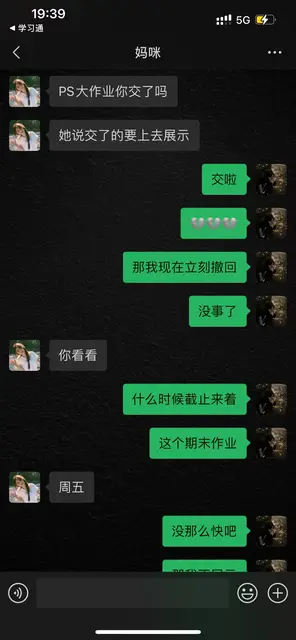 19:39
5G
学习通
妈咪
PS大作业你交了吗
她说交了的要上去展示
交啦
那我现在立刻撤回
没事了
你看看
什么时候截止来着
这个期末作业
周五
没那么快吧